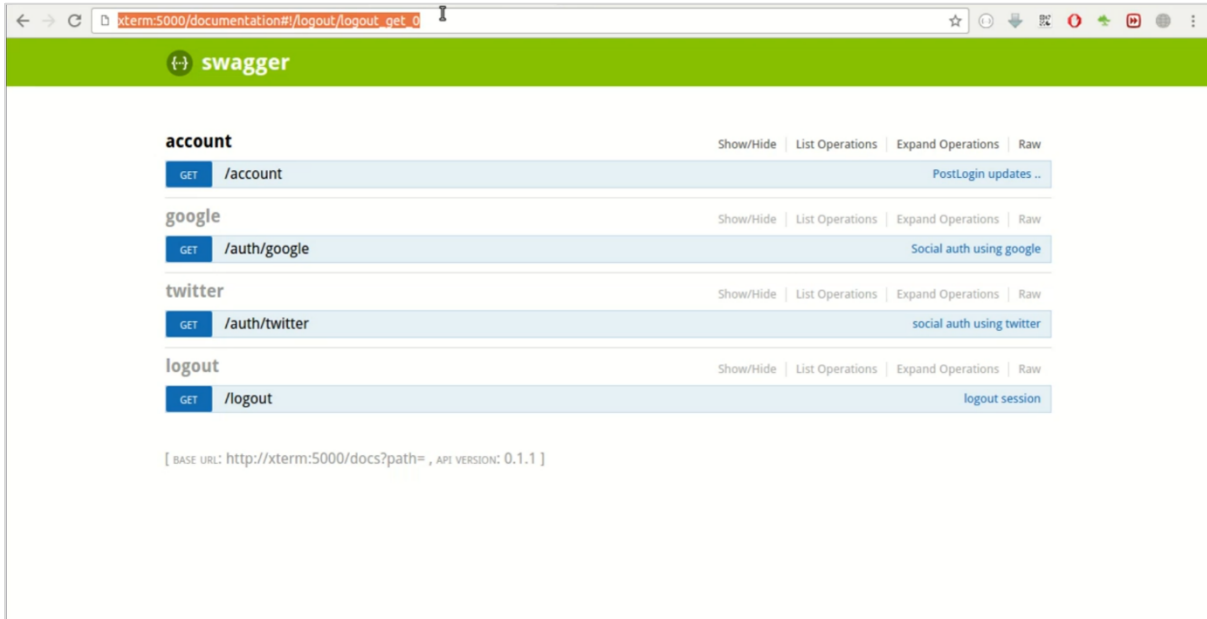 xterm:5000/documentation#!/logout/logout_get_0
{··} swagger
account Show/Hide List Operations Expand Operations Raw
GET /account PostLogin updates ..
google Show/Hide List Operations Expand Operations Raw
GET /auth/google Social auth using google
twitter Show/Hide List Operations Expand Operations Raw
GET /auth/twitter social auth using twitter
logout Show/Hide List Operations Expand Operations Raw
GET /logout logout session
[ BASE URL: http://xterm:5000/docs?path= , API VERSION: 0.1.1 ]